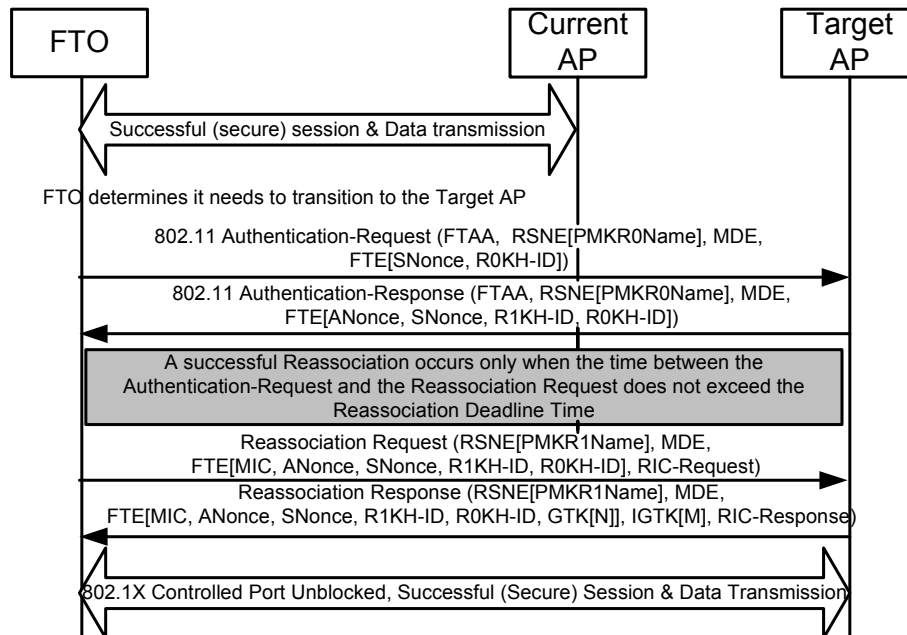 FTO
Current
AP
Target
AP
Successful (secure) session & Data transmission
FTO determines it needs to transition to the Target AP
802.11 Authentication-Request (FTAA, RSNE[PMKR0Name], MDE,
FTE[SNonce, R0KH-ID])
802.11 Authentication-Response (FTAA, RSNE[PMKR0Name], MDE,
FTE[ANonce, SNonce, R1KH-ID, R0KH-ID])
A successful Reassociation occurs only when the time between the
Authentication-Request and the Reassociation Request does not exceed the
Reassociation Deadline Time
Reassociation Request (RSNE[PMKR1Name], MDE,
FTE[MIC, ANonce, SNonce, R1KH-ID, R0KH-ID], RIC-Request)
Reassociation Response (RSNE[PMKR1Name], MDE,
FTE[MIC, ANonce, SNonce, R1KH-ID, R0KH-ID, GTK[N]], IGTK[M], RIC-Response)
802.1X Controlled Port Unblocked, Successful (Secure) Session & Data Transmission